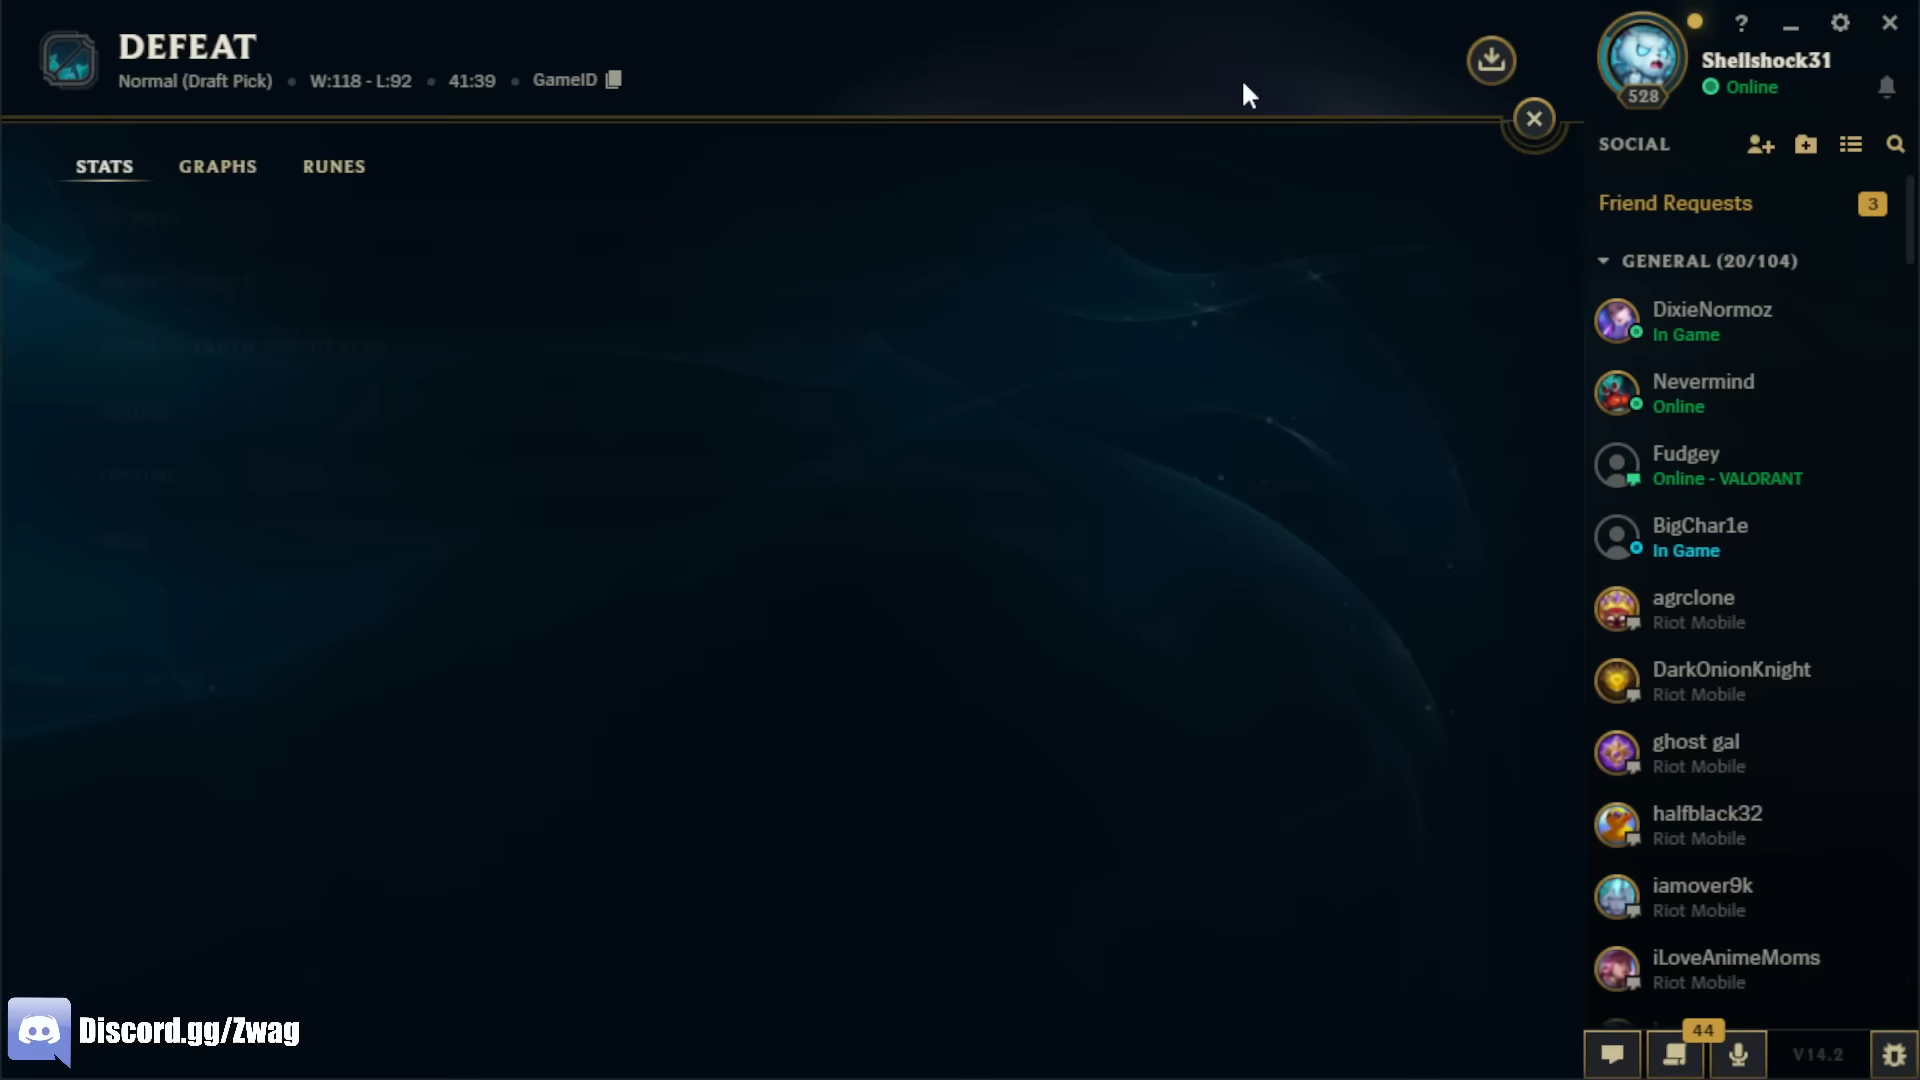 DEFEAT
Normal (Draft Pick) • W:118 - L:92 • 41:39 • GameID
STATS GRAPHS RUNES
528
Shellshock31
Online
SOCIAL
Friend Requests 3
GENERAL (20/104)
DixieNormoz
In Game
Nevermind
Online
Fudgey
Online - VALORANT
BigChar1e
In Game
agrclone
Riot Mobile
DarkOnionKnight
Riot Mobile
ghost gal
Riot Mobile
halfblack32
Riot Mobile
iamover9k
Riot Mobile
iLoveAnimeMoms
Riot Mobile
44
V14.2
Discord.gg/Zwag